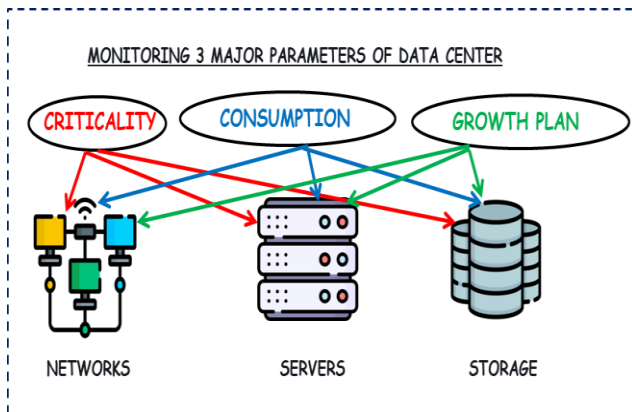 MONITORING 3 MAJOR PARAMETERS OF DATA CENTER
CRITICALITY
CONSUMPTION
GROWTH PLAN
NETWORKS
SERVERS
STORAGE